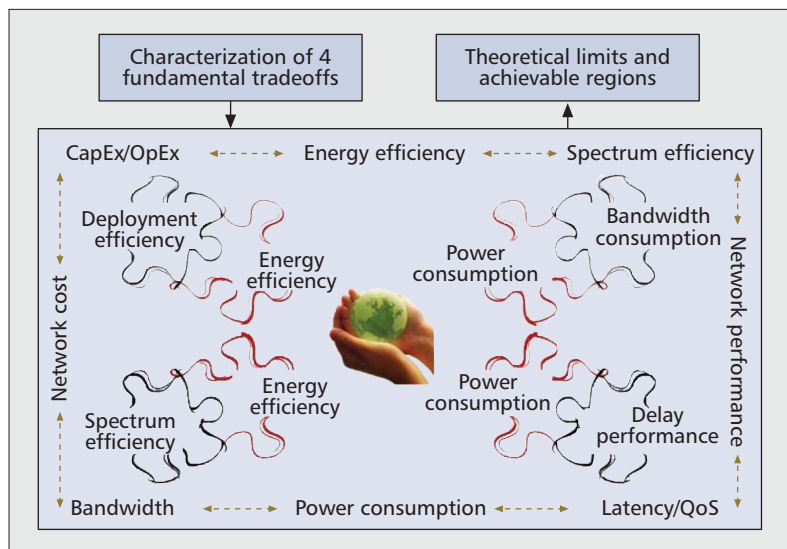 Characterization of 4
fundamental tradeoffs
Theoretical limits and
achievable regions
CapEx/OpEx
Energy efficiency
Spectrum efficiency
Deployment
efficiency
Energy
efficiency
Power
consumption
Bandwidth
consumption
Network cost
Network performance
Spectrum
efficiency
Energy
efficiency
Power
consumption
Delay
performance
Bandwidth
Power consumption
Latency/QoS